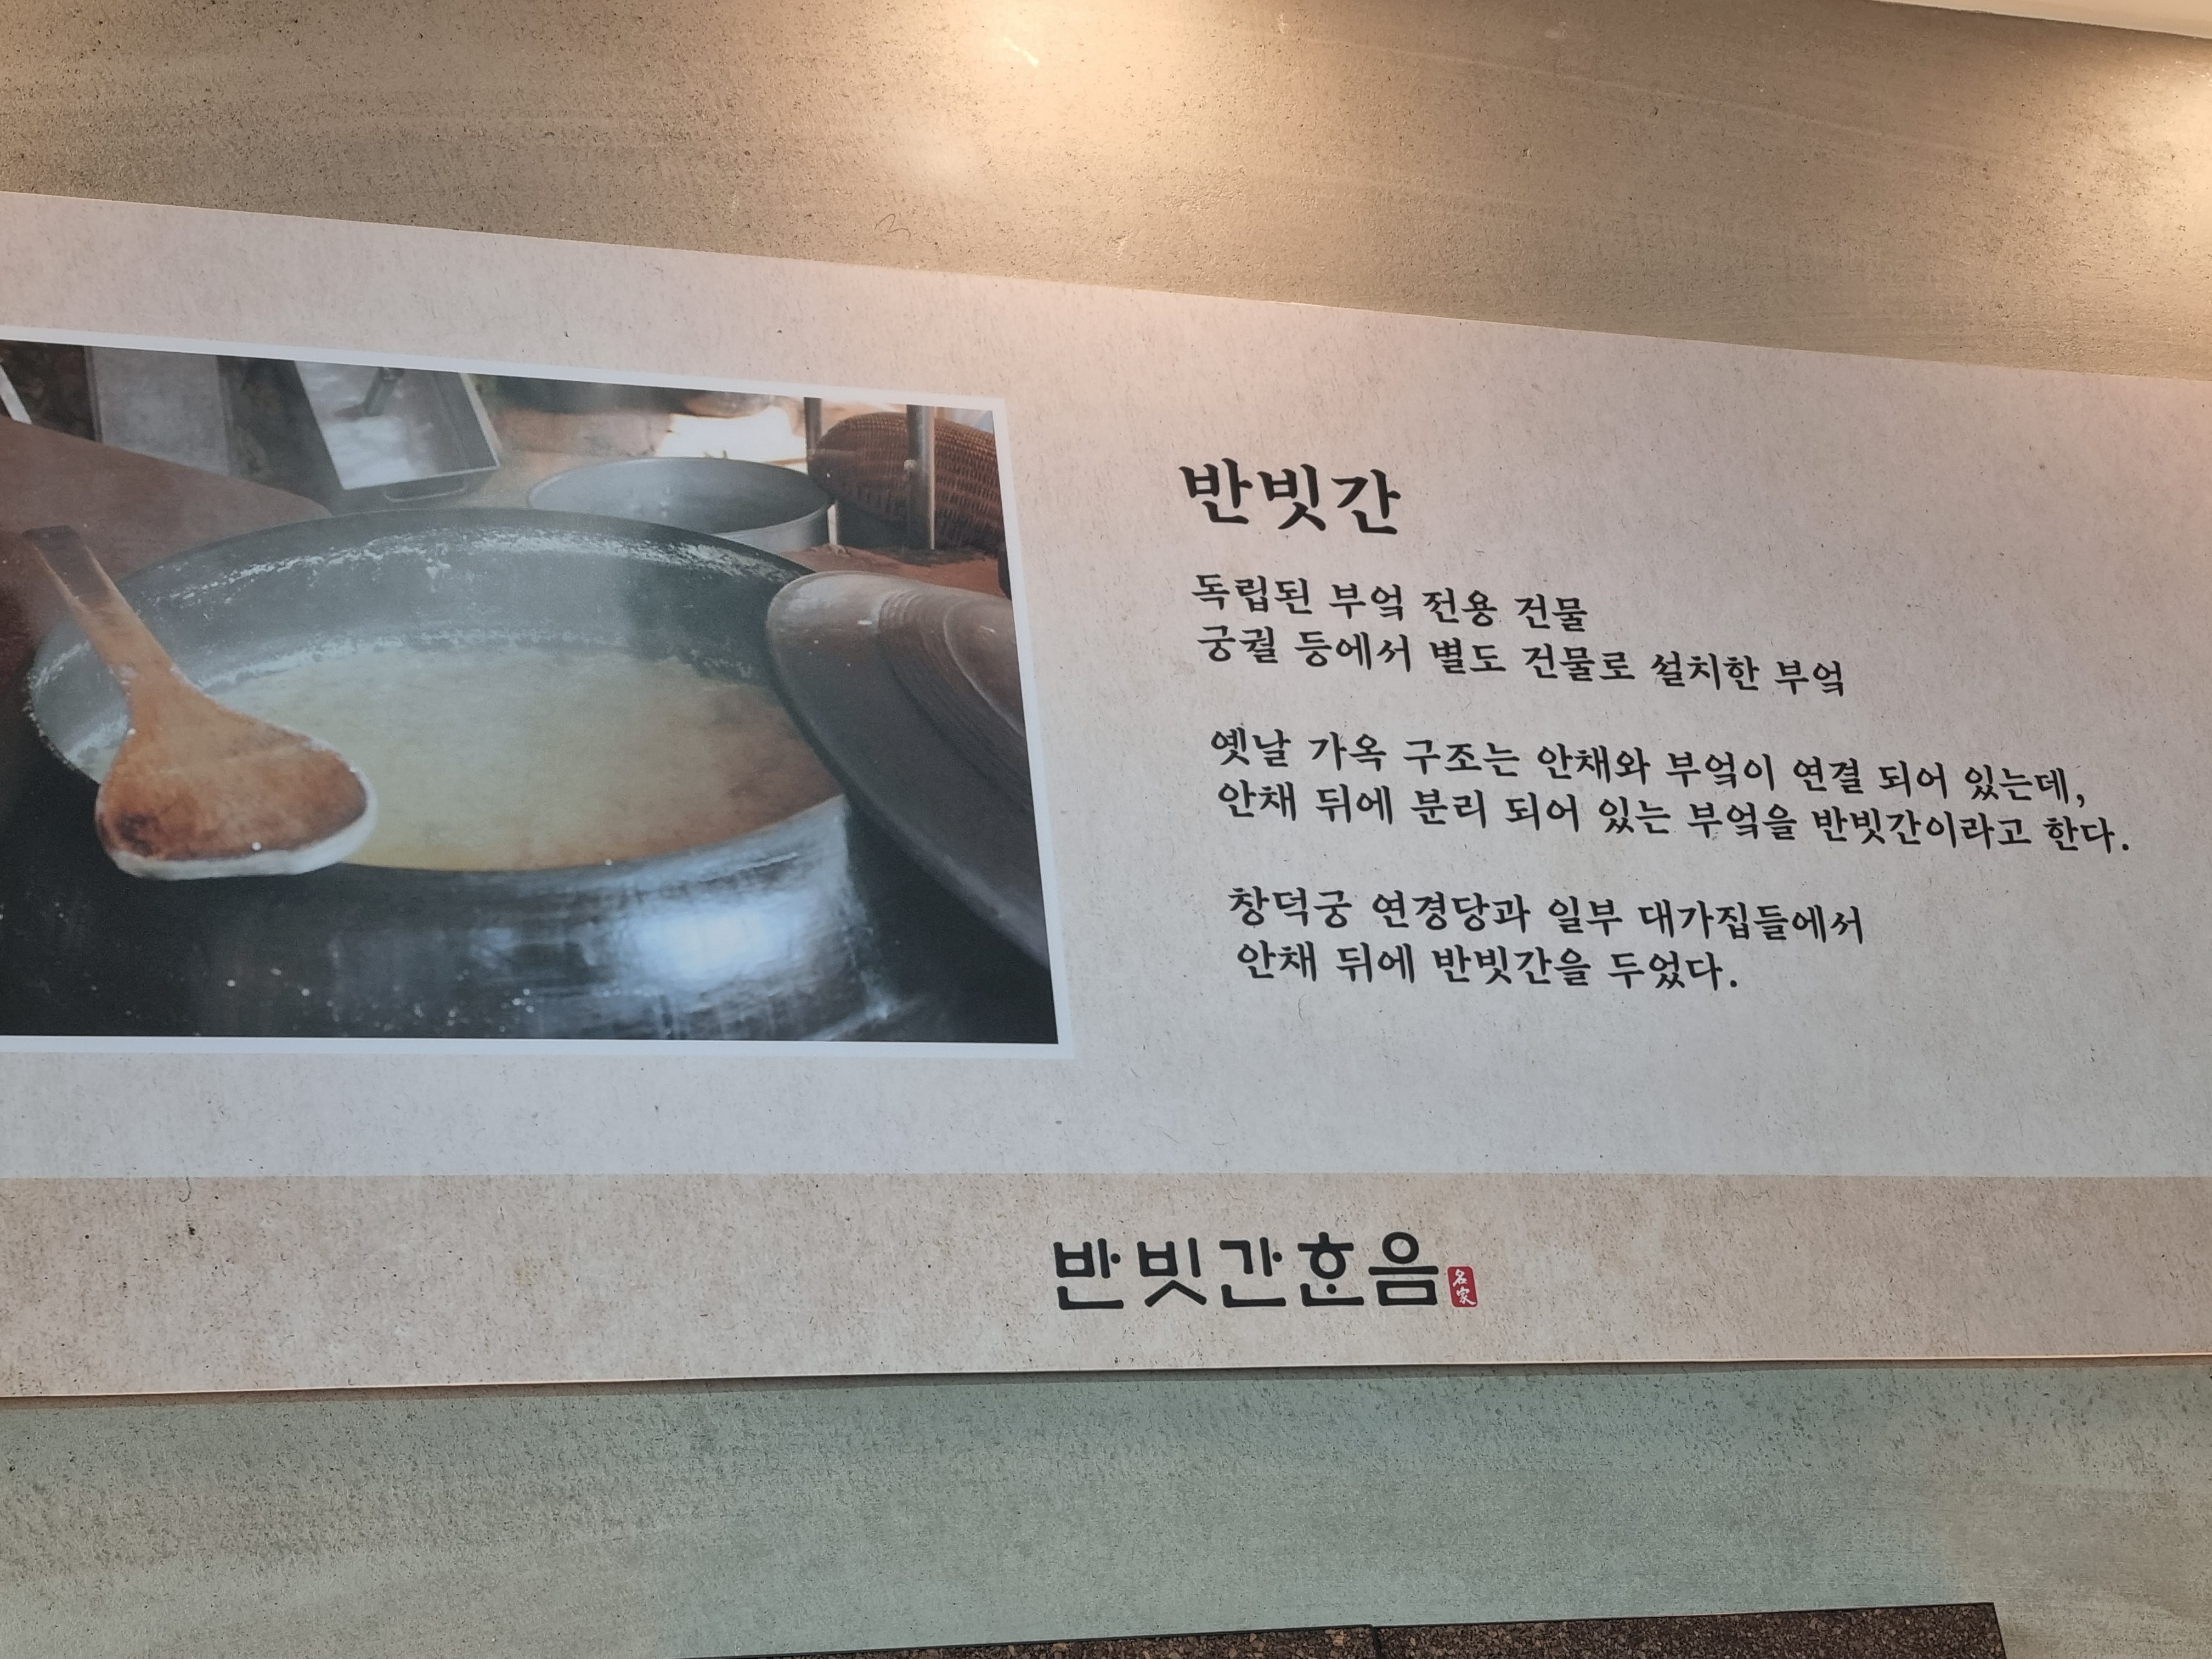 반빗간
독립된 부엌 전용 건물
궁궐 등에서 별도 건물로 설치한 부엌
옛날 가옥 구조는 안채와 부엌이 연결 되어 있는데,
안채 뒤에 분리 되어 있는 부엌을 반빗간이라고 한다.
창덕궁 연경당과 일부 대가집들에서
안채 뒤에 반빗간을 두었다.
반빗간ᄒᆞᆫ음 名家